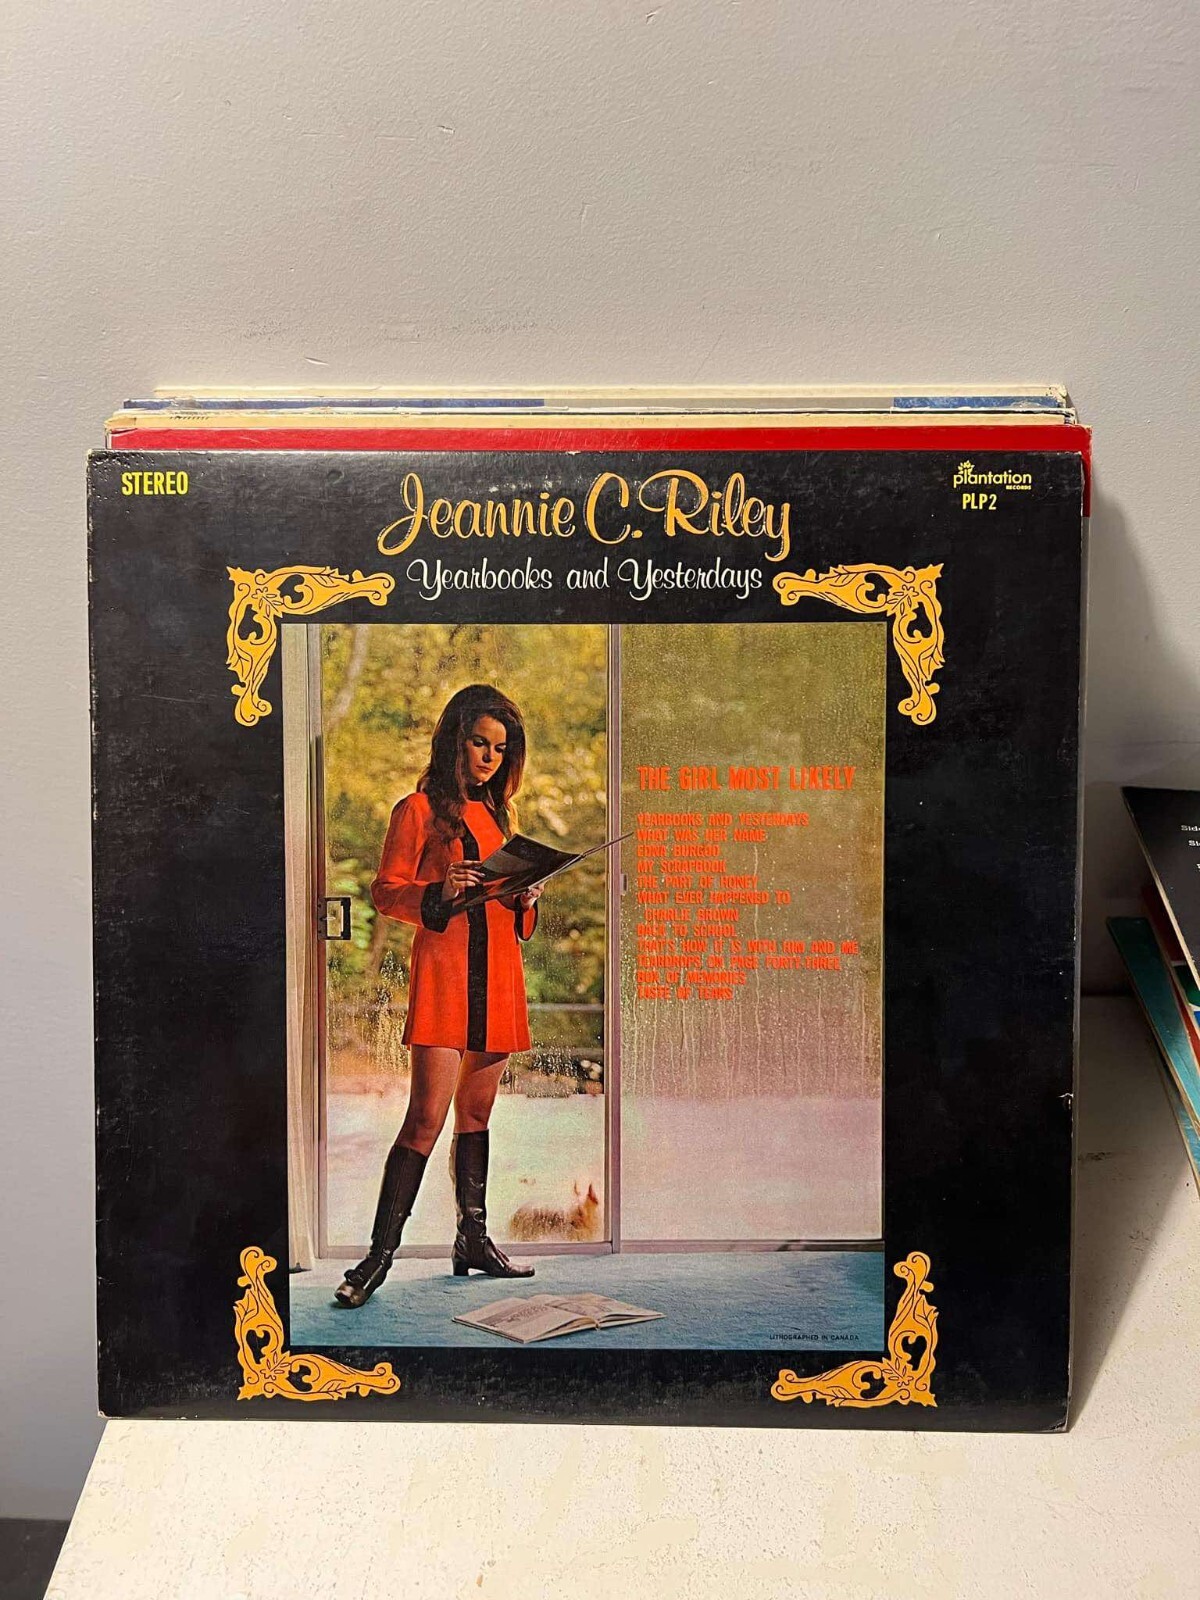 STEREO
plantation
RECORDS
PLP2
Jeannie C. Riley
Yearbooks and Yesterdays
THE GIRL MOST LIKELY
YEARBOOKS AND YESTERDAYS
WHAT WAS HER NAME
EDNA BURGOO
MY SCRAPBOOK
THE PART OF HONEY
WHAT EVER HAPPENED TO
CHARLIE BROWN
BACK TO SCHOOL
THAT'S HOW IT IS WITH HIM AND ME
TEARDROPS ON PAGE FORTY-THREE
BOX OF MEMORIES
TASTE OF TEARS
LITHOGRAPHED IN CANADA